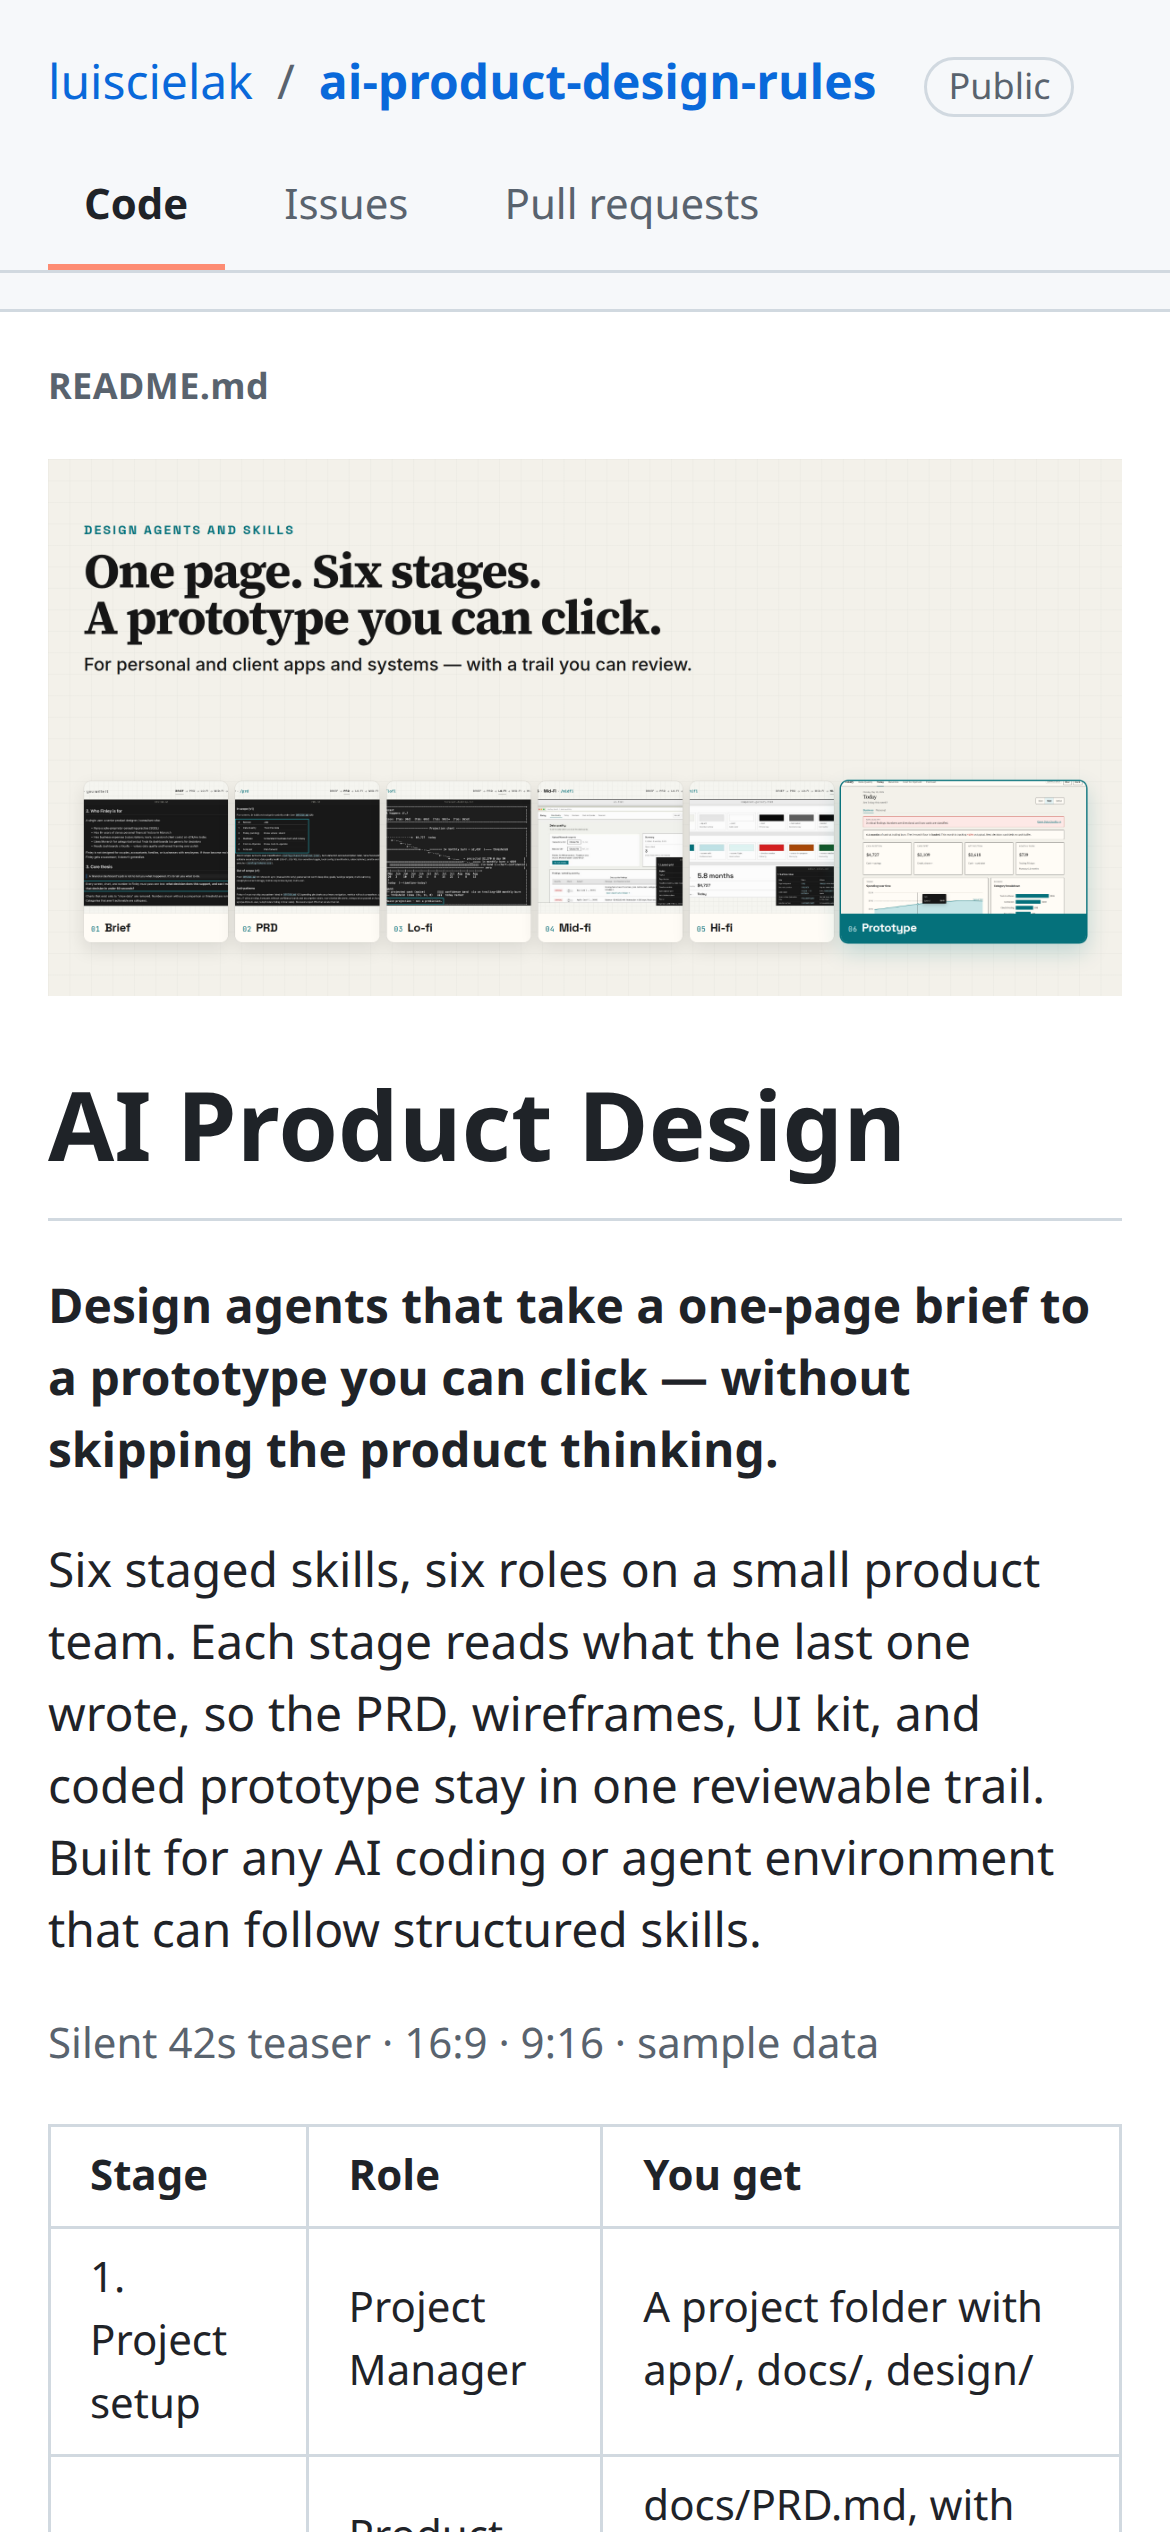 luiscielak / ai-product-design-rules Public
Code Issues Pull requests
README.md
DESIGN AGENTS AND SKILLS
One page. Six stages.
A prototype you can click.
For personal and client apps and systems — with a trail you can review.
01 Brief
02 PRD
03 Lo-fi
04 Mid-fi
05 Hi-fi
06 Prototype
AI Product Design
Design agents that take a one-page brief to
a prototype you can click — without
skipping the product thinking.
Six staged skills, six roles on a small product
team. Each stage reads what the last one
wrote, so the PRD, wireframes, UI kit, and
coded prototype stay in one reviewable trail.
Built for any AI coding or agent environment
that can follow structured skills.
Silent 42s teaser · 16:9 · 9:16 · sample data
Stage Role You get
1.
Project
setup
Project
Manager
A project folder with
app/, docs/, design/
Product
docs/PRD.md, with